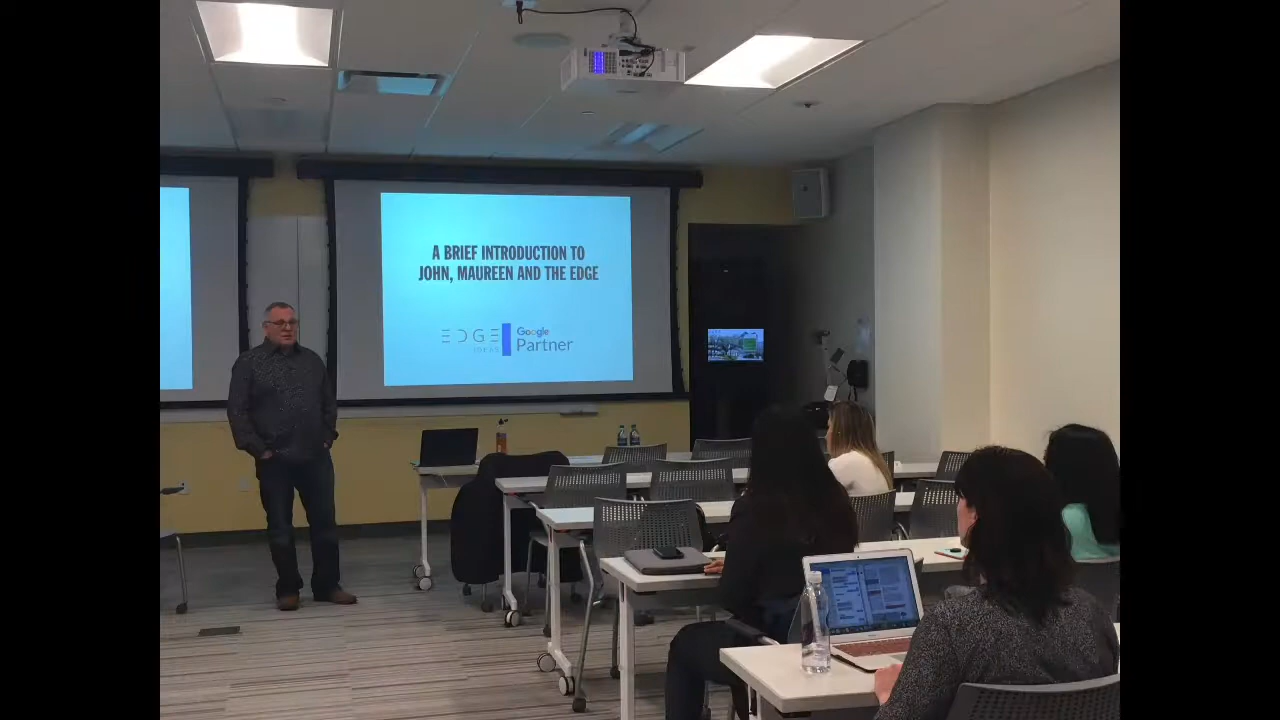 A BRIEF INTRODUCTION TO
JOHN, MAUREEN AND THE EDGE
EDGE
Google
Partner